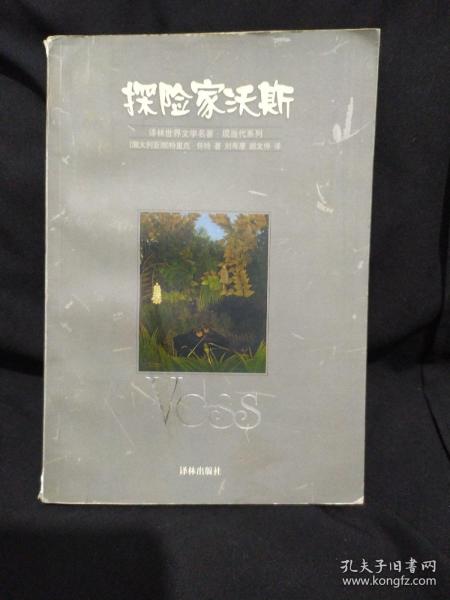 探险家沃斯
译林世界文学名著·现当代系列
[澳大利亚]帕特里克·怀特 著 刘寿康 胡文仲 译
Voss
译林出版社
孔夫子旧书网
www.kongfz.com